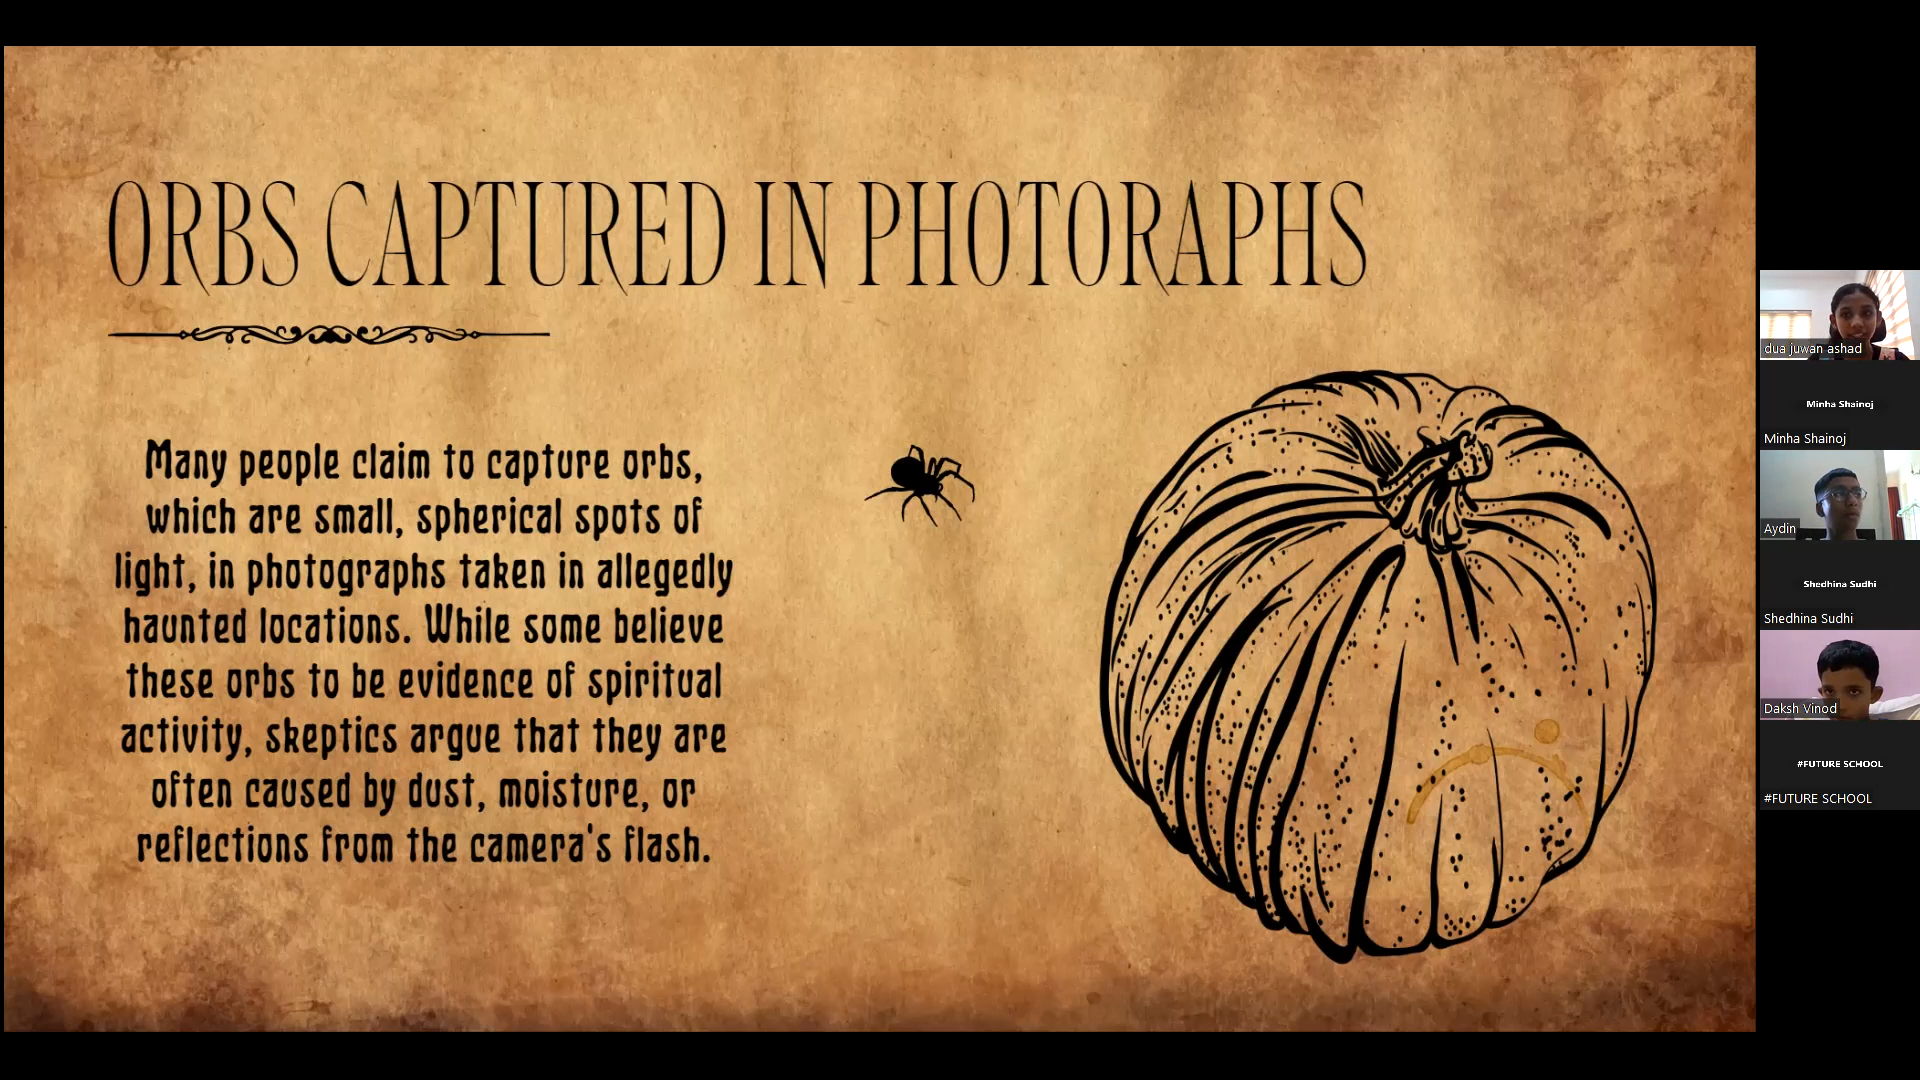 ORBS CAPTURED IN PHOTORAPHS
Many people claim to capture orbs,
which are small, spherical spots of
light, in photographs taken in allegedly
haunted locations. While some believe
these orbs to be evidence of spiritual
activity, skeptics argue that they are
often caused by dust, moisture, or
reflections from the camera's flash.
dua juwan ashad
Minha Shainoj
Minha Shainoj
Aydin
Shedhina Sudhi
Shedhina Sudhi
Daksh Vinod
#FUTURE SCHOOL
#FUTURE SCHOOL